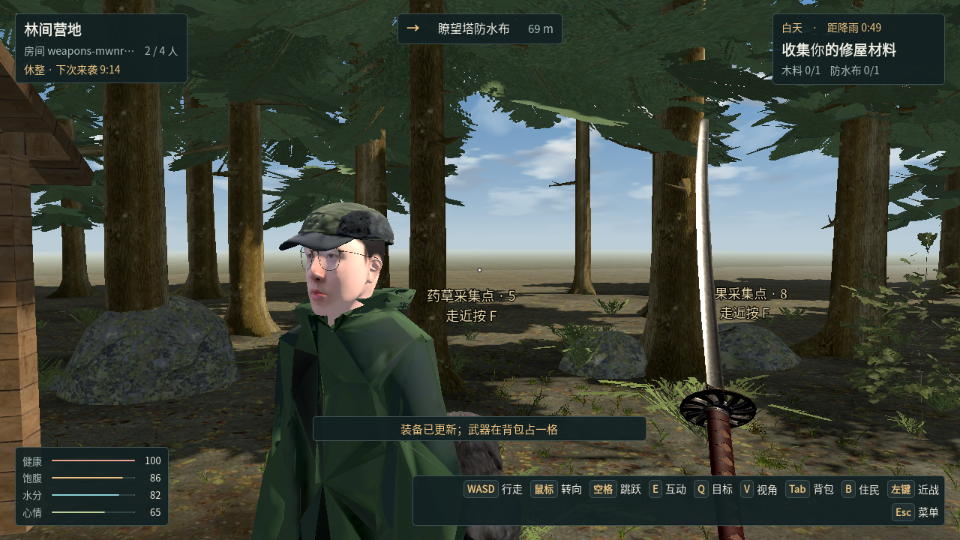 林间营地
房间 weapons-mwnr··· 2 / 4 人
休整 · 下次来袭 9:14
→ 瞭望塔防水布 69 m
白天 · 距降雨 0:49
收集你的修屋材料
木料 0/1 防水布 0/1
药草采集点 · 5
走近按 F
果采集点 · 8
走近按 F
装备已更新；武器在背包占一格
健康 100
饱腹 86
水分 82
心情 65
WASD 行走 鼠标 转向 空格 跳跃 E 互动 Q 目标 V 视角 Tab 背包 B 住民 左键 近战
Esc 菜单